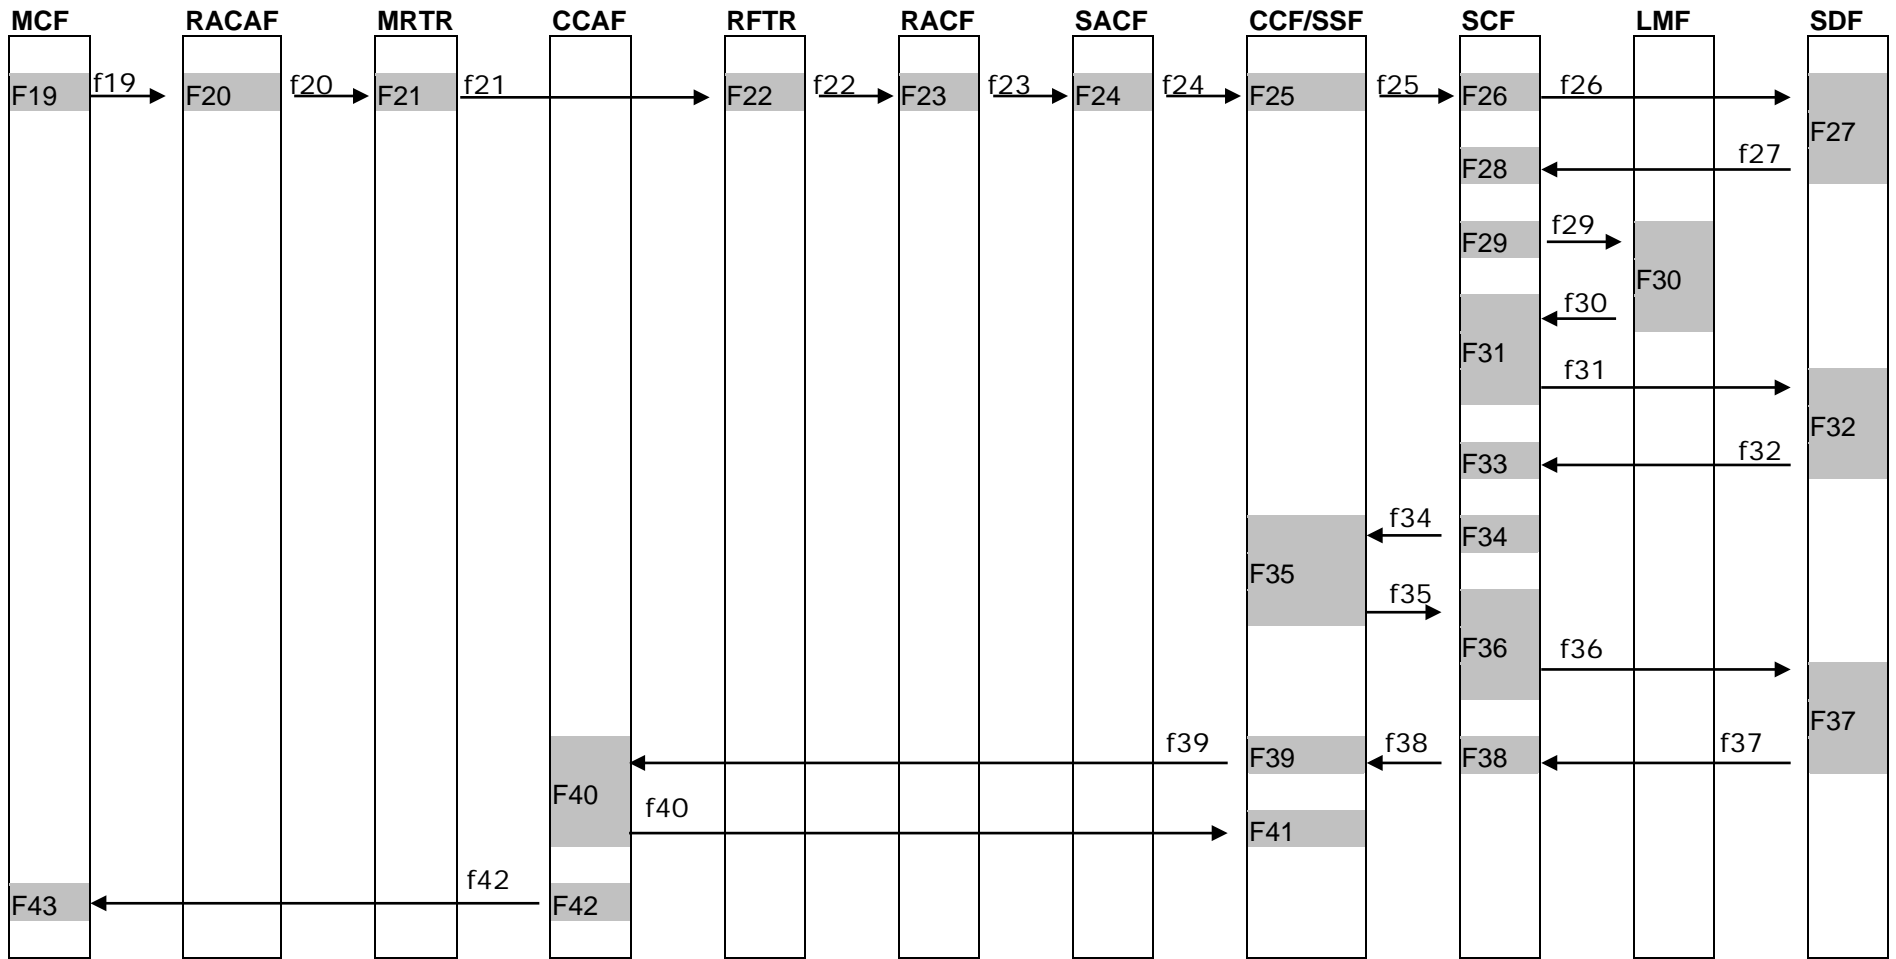 MCF RACAF MRTR CCAF RFTR RACF SACF CCF/SSF SCF LMF SDF
F19 f19 F20 f20 F21 f21 F22 f22 F23 f23 F24 f24 F25 f25 F26 f26
F27
F28 f27
F29 f29
F30
f30
F31
f31
F32
F33 f32
f34 F34
F35
f35
F36 f36
F37
f39 F39 f38 F38 f37
F40
f40 F41
f42
F43 F42